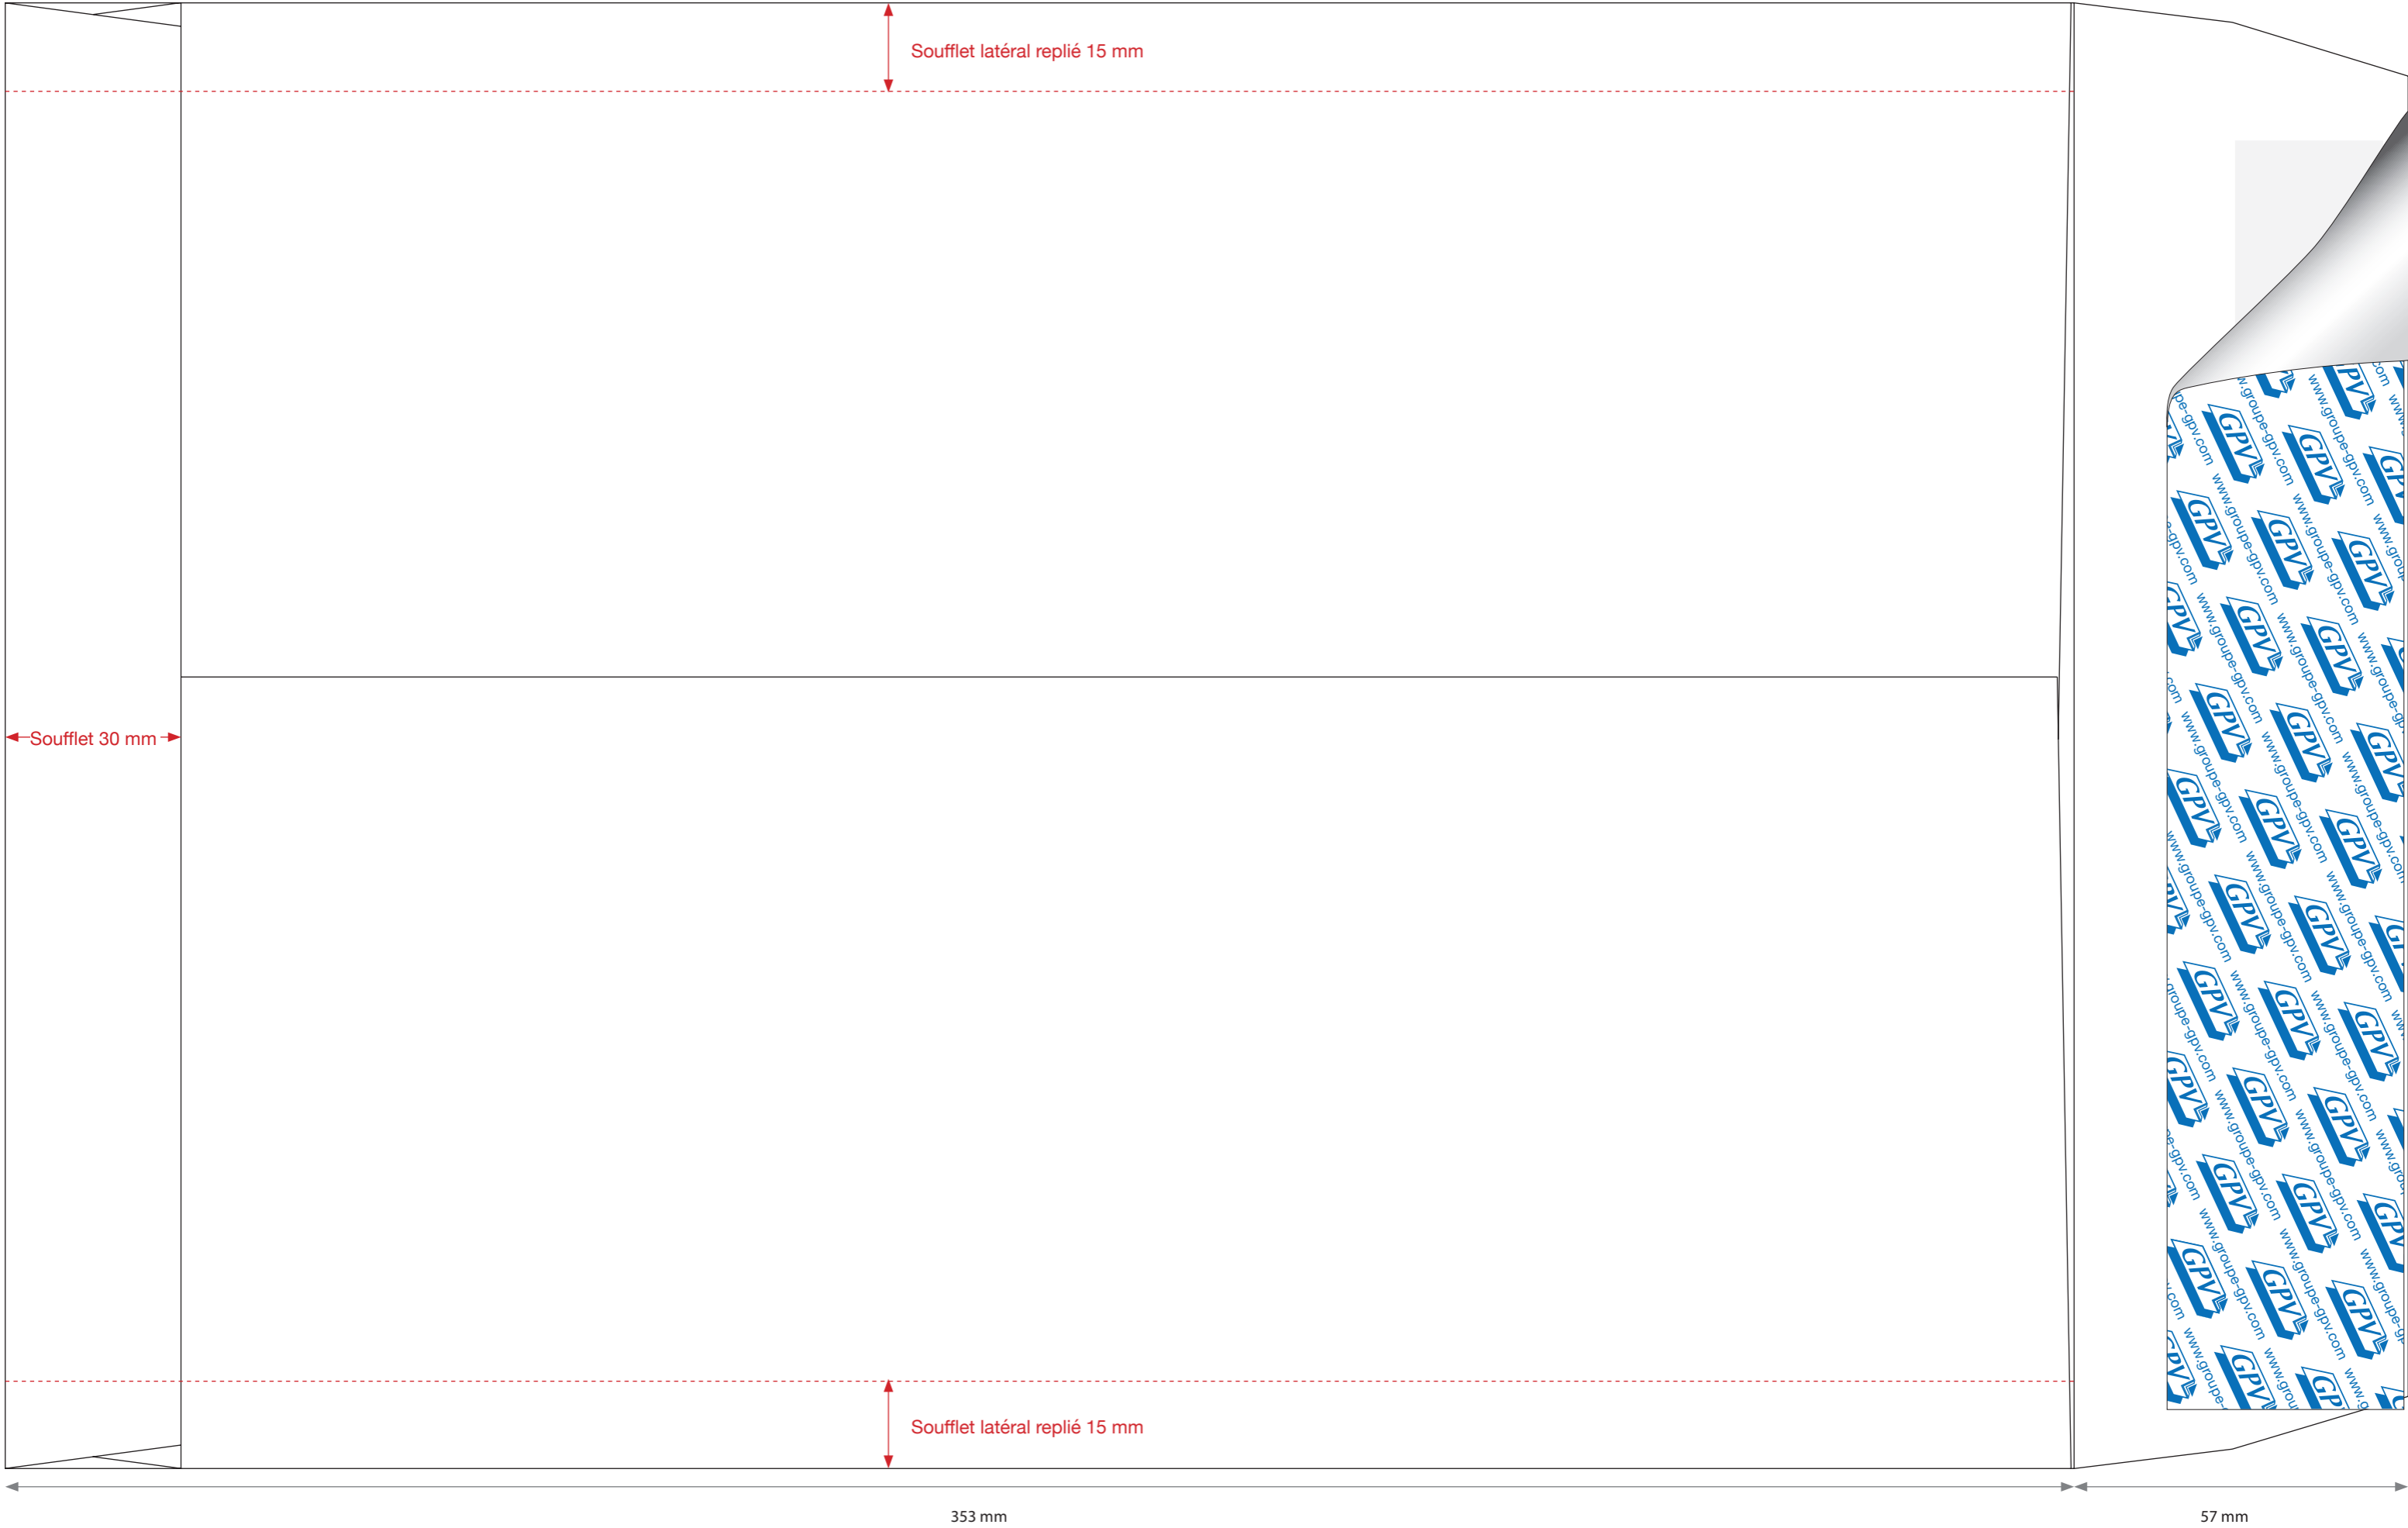 Soufflet latéral replié 15 mm
Soufflet 30 mm
Soufflet latéral replié 15 mm
353 mm
57 mm
GPV
www.groupe-gpv.com